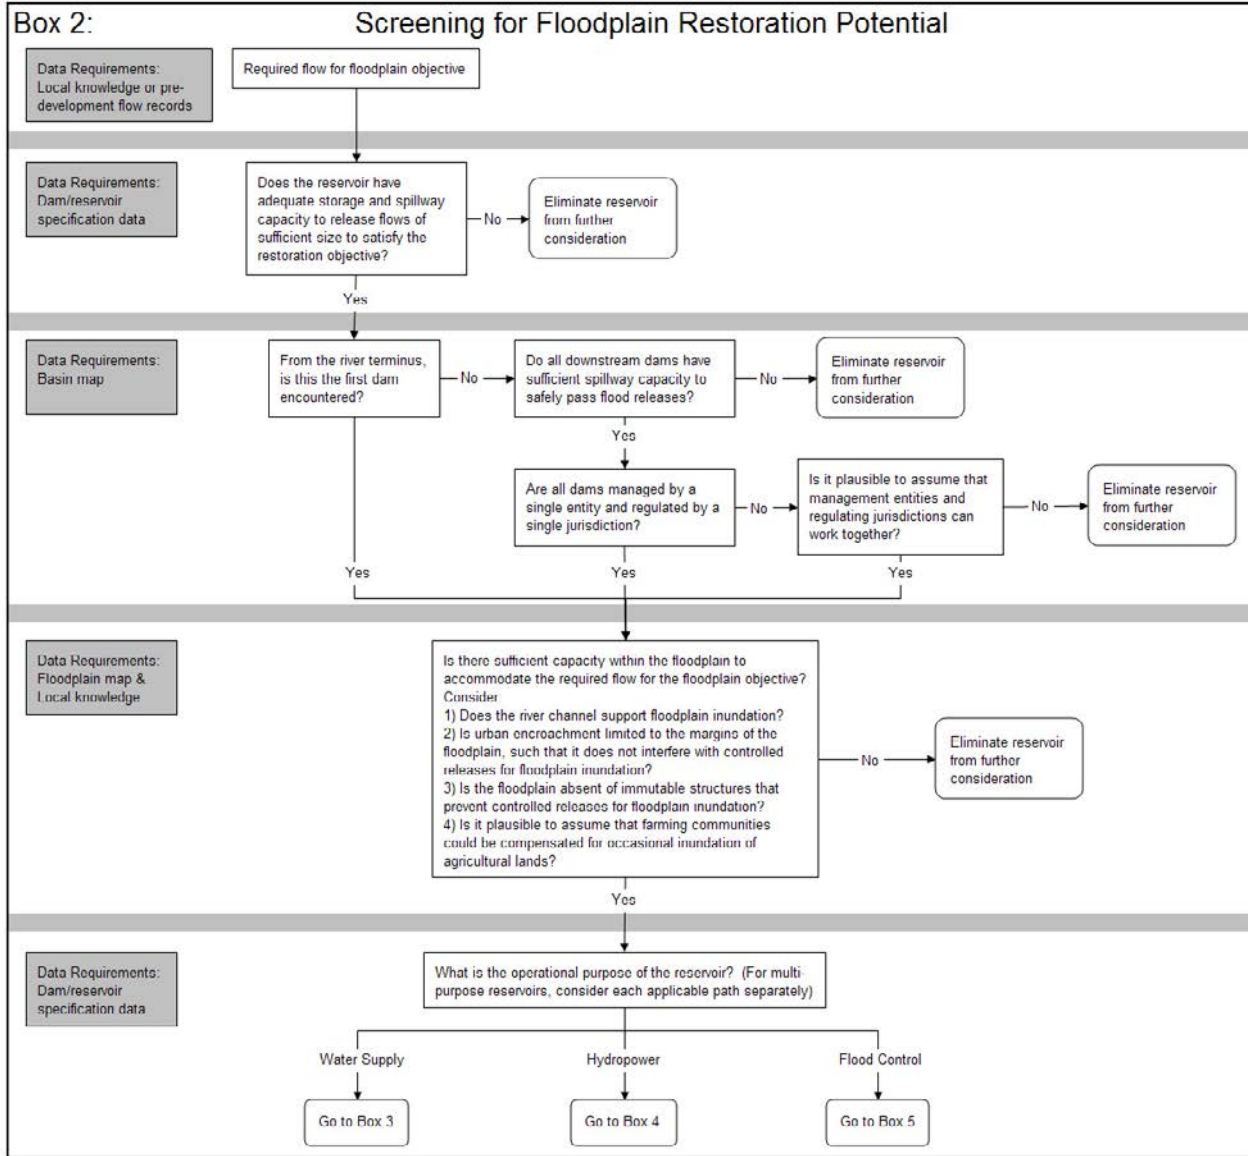 Box 2:
Screening for Floodplain Restoration Potential
Data Requirements:
Local knowledge or pre-
development flow records
Required flow for floodplain objective
Data Requirements:
Dam/reservoir
specification data
Does the reservoir have
adequate storage and spillway
capacity to release flows of
sufficient size to satisfy the
restoration objective?
No
Eliminate reservoir
from further
consideration
Yes
Data Requirements:
Basin map
From the river terminus,
is this the first dam
encountered?
No
Do all downstream dams have
sufficient spillway capacity to
safely pass flood releases?
No
Eliminate reservoir
from further
consideration
Yes
Are all dams managed by a
single entity and regulated by a
single jurisdiction?
No
Is it plausible to assume that
management entities and
regulating jurisdictions can
work together?
No
Eliminate reservoir
from further
consideration
Yes
Yes
Yes
Data Requirements:
Floodplain map &
Local knowledge
Is there sufficient capacity within the floodplain to
accommodate the required flow for the floodplain objective?
Consider
1) Does the river channel support floodplain inundation?
2) Is urban encroachment limited to the margins of the
floodplain, such that it does not interfere with controlled
releases for floodplain inundation?
3) Is the floodplain absent of immutable structures that
prevent controlled releases for floodplain inundation?
4) Is it plausible to assume that farming communities
could be compensated for occasional inundation of
agricultural lands?
No
Eliminate reservoir
from further
consideration
Yes
Data Requirements:
Dam/reservoir
specification data
What is the operational purpose of the reservoir? (For multi-
purpose reservoirs, consider each applicable path separately)
Water Supply
Hydropower
Flood Control
Go to Box 3
Go to Box 4
Go to Box 5